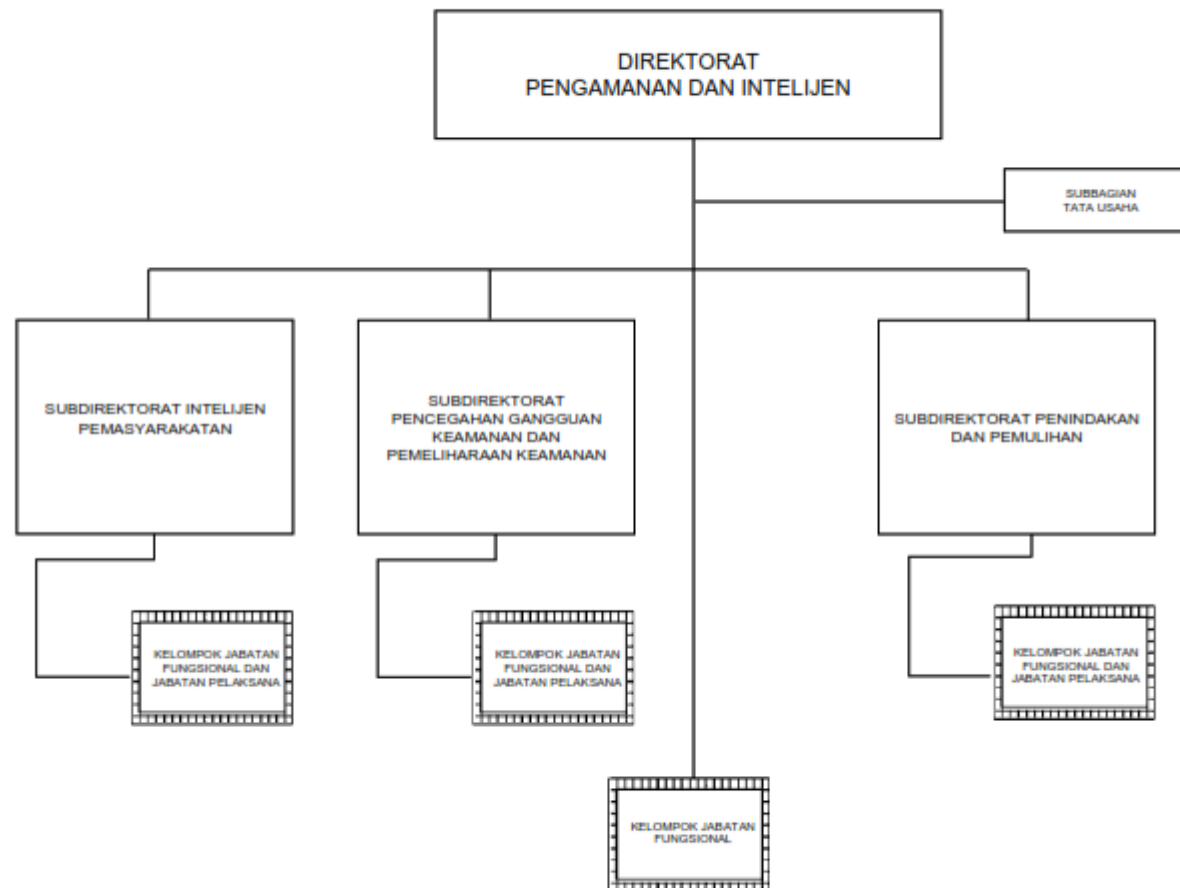 DIREKTORAT
PENGAMANAN DAN INTELIJEN
SUBBAGIAN
TATA USAHA
SUBDIREKTORAT INTELIJEN
PEMASYARAKATAN
SUBDIREKTORAT
PENCEGAHAN GANGGUAN
KEAMANAN DAN
PEMELIHARAAN KEAMANAN
SUBDIREKTORAT PENINDAKAN
DAN PEMULIHAN
KELOMPOK JABATAN
FUNGSIONAL DAN
JABATAN PELAKSANA
KELOMPOK JABATAN
FUNGSIONAL DAN
JABATAN PELAKSANA
KELOMPOK JABATAN
FUNGSIONAL DAN
JABATAN PELAKSANA
KELOMPOK JABATAN
FUNGSIONAL